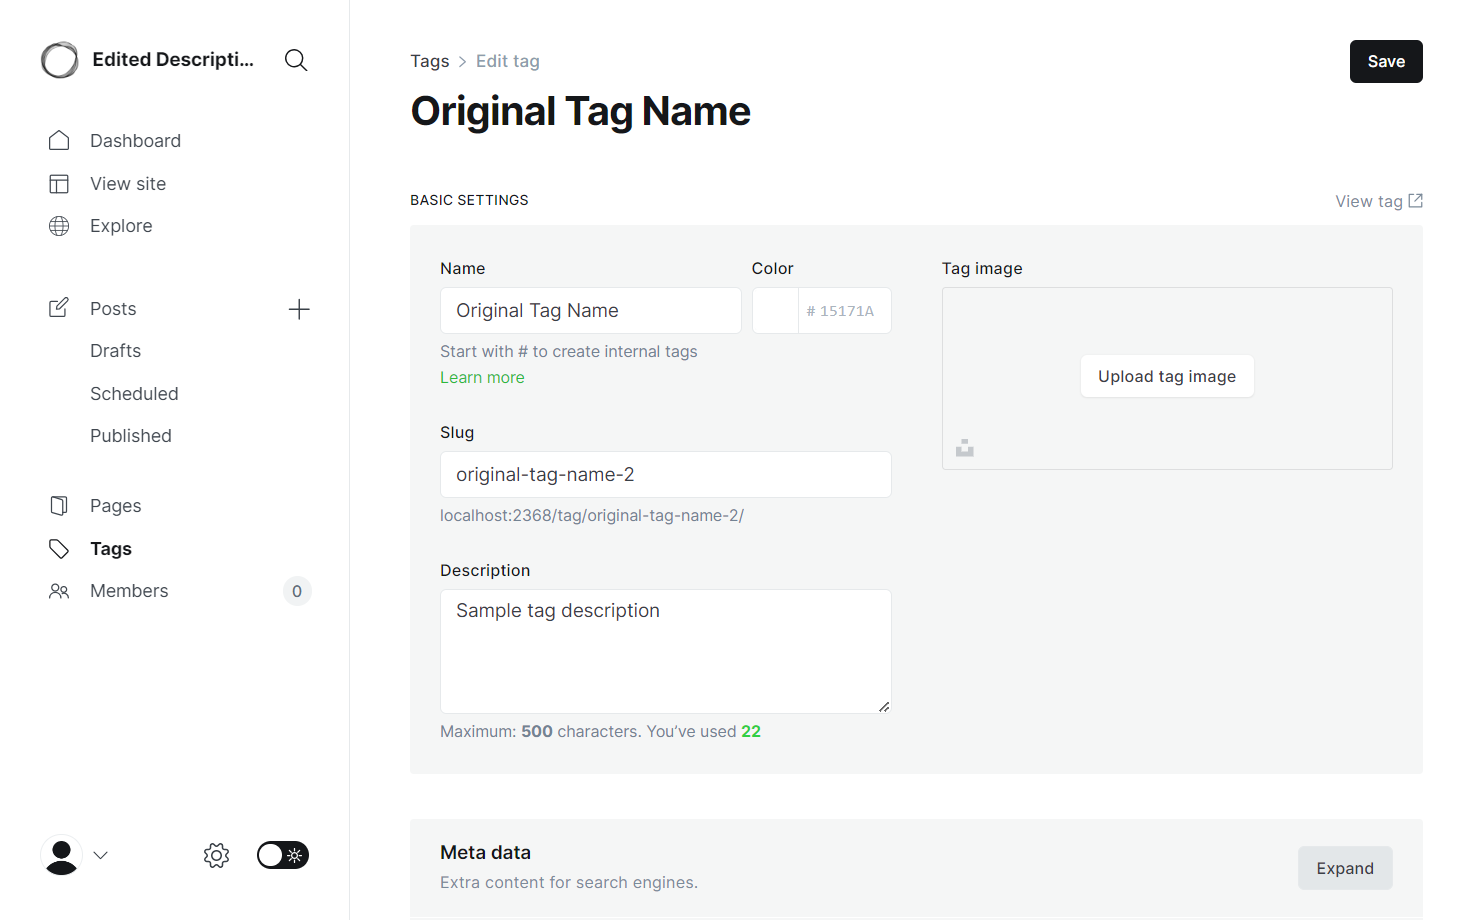 Edited Descripti...
Dashboard
View site
Explore
Posts
Drafts
Scheduled
Published
Pages
Tags
Members
0
Tags
Edit tag
Save
Original Tag Name
BASIC SETTINGS
View tag
Name
Original Tag Name
Start with # to create internal tags
Learn more
Color
# 15171A
Slug
original-tag-name-2
localhost:2368/tag/original-tag-name-2/
Description
Sample tag description
Maximum: 500 characters. You’ve used 22
Tag image
Upload tag image
Meta data
Extra content for search engines.
Expand